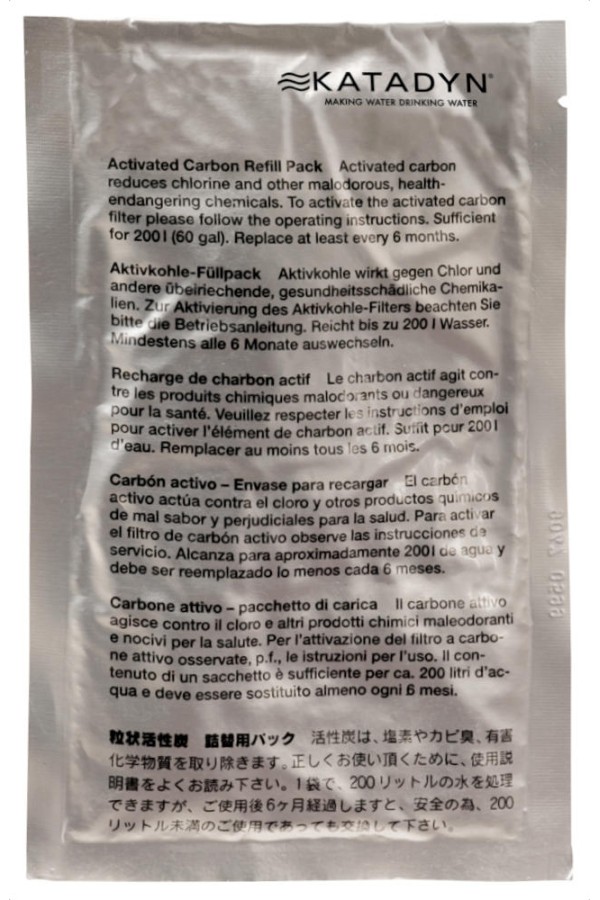 KATADYN®
MAKING WATER DRINKING WATER
Activated Carbon Refill Pack Activated carbon
reduces chlorine and other malodorous, health-
endangering chemicals. To activate the activated carbon
filter please follow the operating instructions. Sufficient
for 200 l (60 gal). Replace at least every 6 months.
Aktivkohle-Füllpack Aktivkohle wirkt gegen Chlor und
andere übelriechende, gesundheitsschädliche Chemika-
lien. Zur Aktivierung des Aktivkohle-Filters beachten Sie
bitte die Betriebsanleitung. Reicht bis zu 200 l Wasser.
Mindestens alle 6 Monate auswechseln.
Recharge de charbon actif Le charbon actif agit con-
tre les produits chimiques malodorants ou dangereux
pour la santé. Veuillez respecter les instructions d'emploi
pour activer l'élément de charbon actif. Suffit pour 200 l
d'eau. Remplacer au moins tous les 6 mois.
Carbón activo – Envase para recargar El carbón
activo actúa contra el cloro y otros productos químicos
de mal sabor y perjudiciales para la salud. Para activar
el filtro de carbón activo observe las instrucciones de
servicio. Alcanza para aproximadamente 200 l de agua y
debe ser reemplazado lo menos cada 6 meses.
Carbone attivo – pacchetto di carica Il carbone attivo
agisce contro il cloro e altri prodotti chimici maleodoranti
e nocivi per la salute. Per l'attivazione del filtro a carbo-
ne attivo osservate, p.f., le istruzioni per l'uso. Il con-
tenuto di un sacchetto è sufficiente per ca. 200 litri d'ac-
qua e deve essere sostituito almeno ogni 6 mesi.
粒状活性炭 詰替用パック 活性炭は、塩素やカビ臭、有害
化学物質を取り除きます。正しくお使い頂くために、使用説
明書をよくお読み下さい。1袋で、200リットルの水を処理
できますが、ご使用後6ヶ月経過しますと、安全の為、200
リットル未満のご使用であっても交換して下さい。